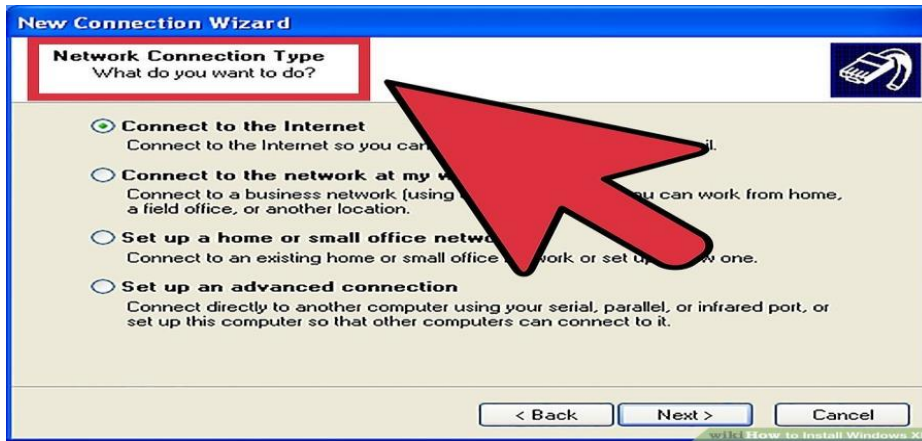 New Connection Wizard
Network Connection Type
What do you want to do?
Connect to the Internet
Connect to the Internet so you can
Connect to the network at my
Connect to a business network (using you can work from home,
a field office, or another location.
Set up a home or small office
Connect to an existing home or small office or set one.
Set up an advanced connection
Connect directly to another computer using your serial, parallel, or infrared port, or
set up this computer so that other computers can connect to it.
< Back Next > Cancel
wikiHow to Install Windows